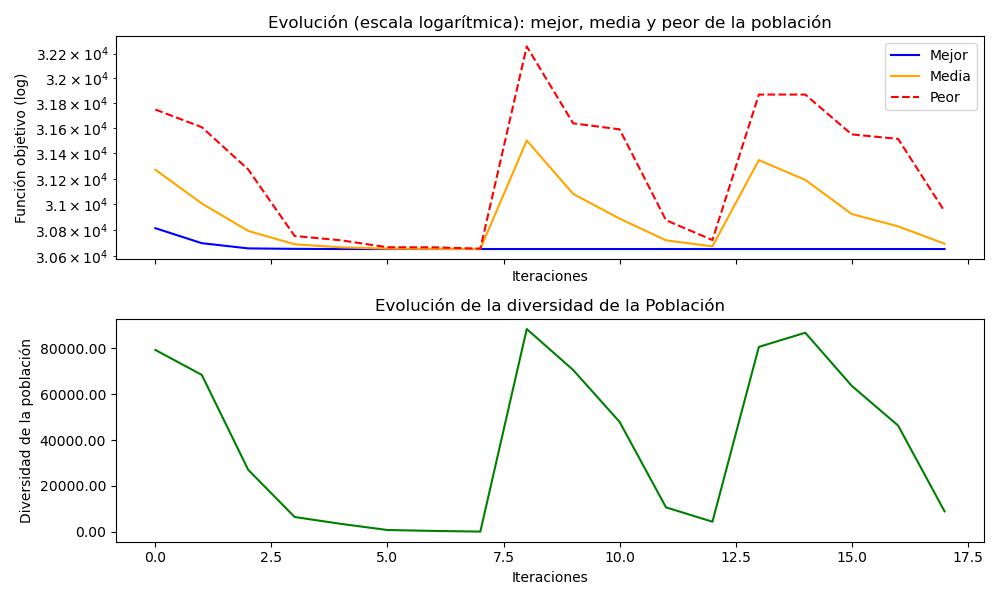 Evolución (escala logarítmica): mejor, media y peor de la población
Función objetivo (log)
3.22 × 10⁴
3.2 × 10⁴
3.18 × 10⁴
3.16 × 10⁴
3.14 × 10⁴
3.12 × 10⁴
3.1 × 10⁴
3.08 × 10⁴
3.06 × 10⁴
Mejor
Media
Peor
Iteraciones
Evolución de la diversidad de la Población
Diversidad de la población
80000.00
60000.00
40000.00
20000.00
0.00
0.0 2.5 5.0 7.5 10.0 12.5 15.0 17.5
Iteraciones